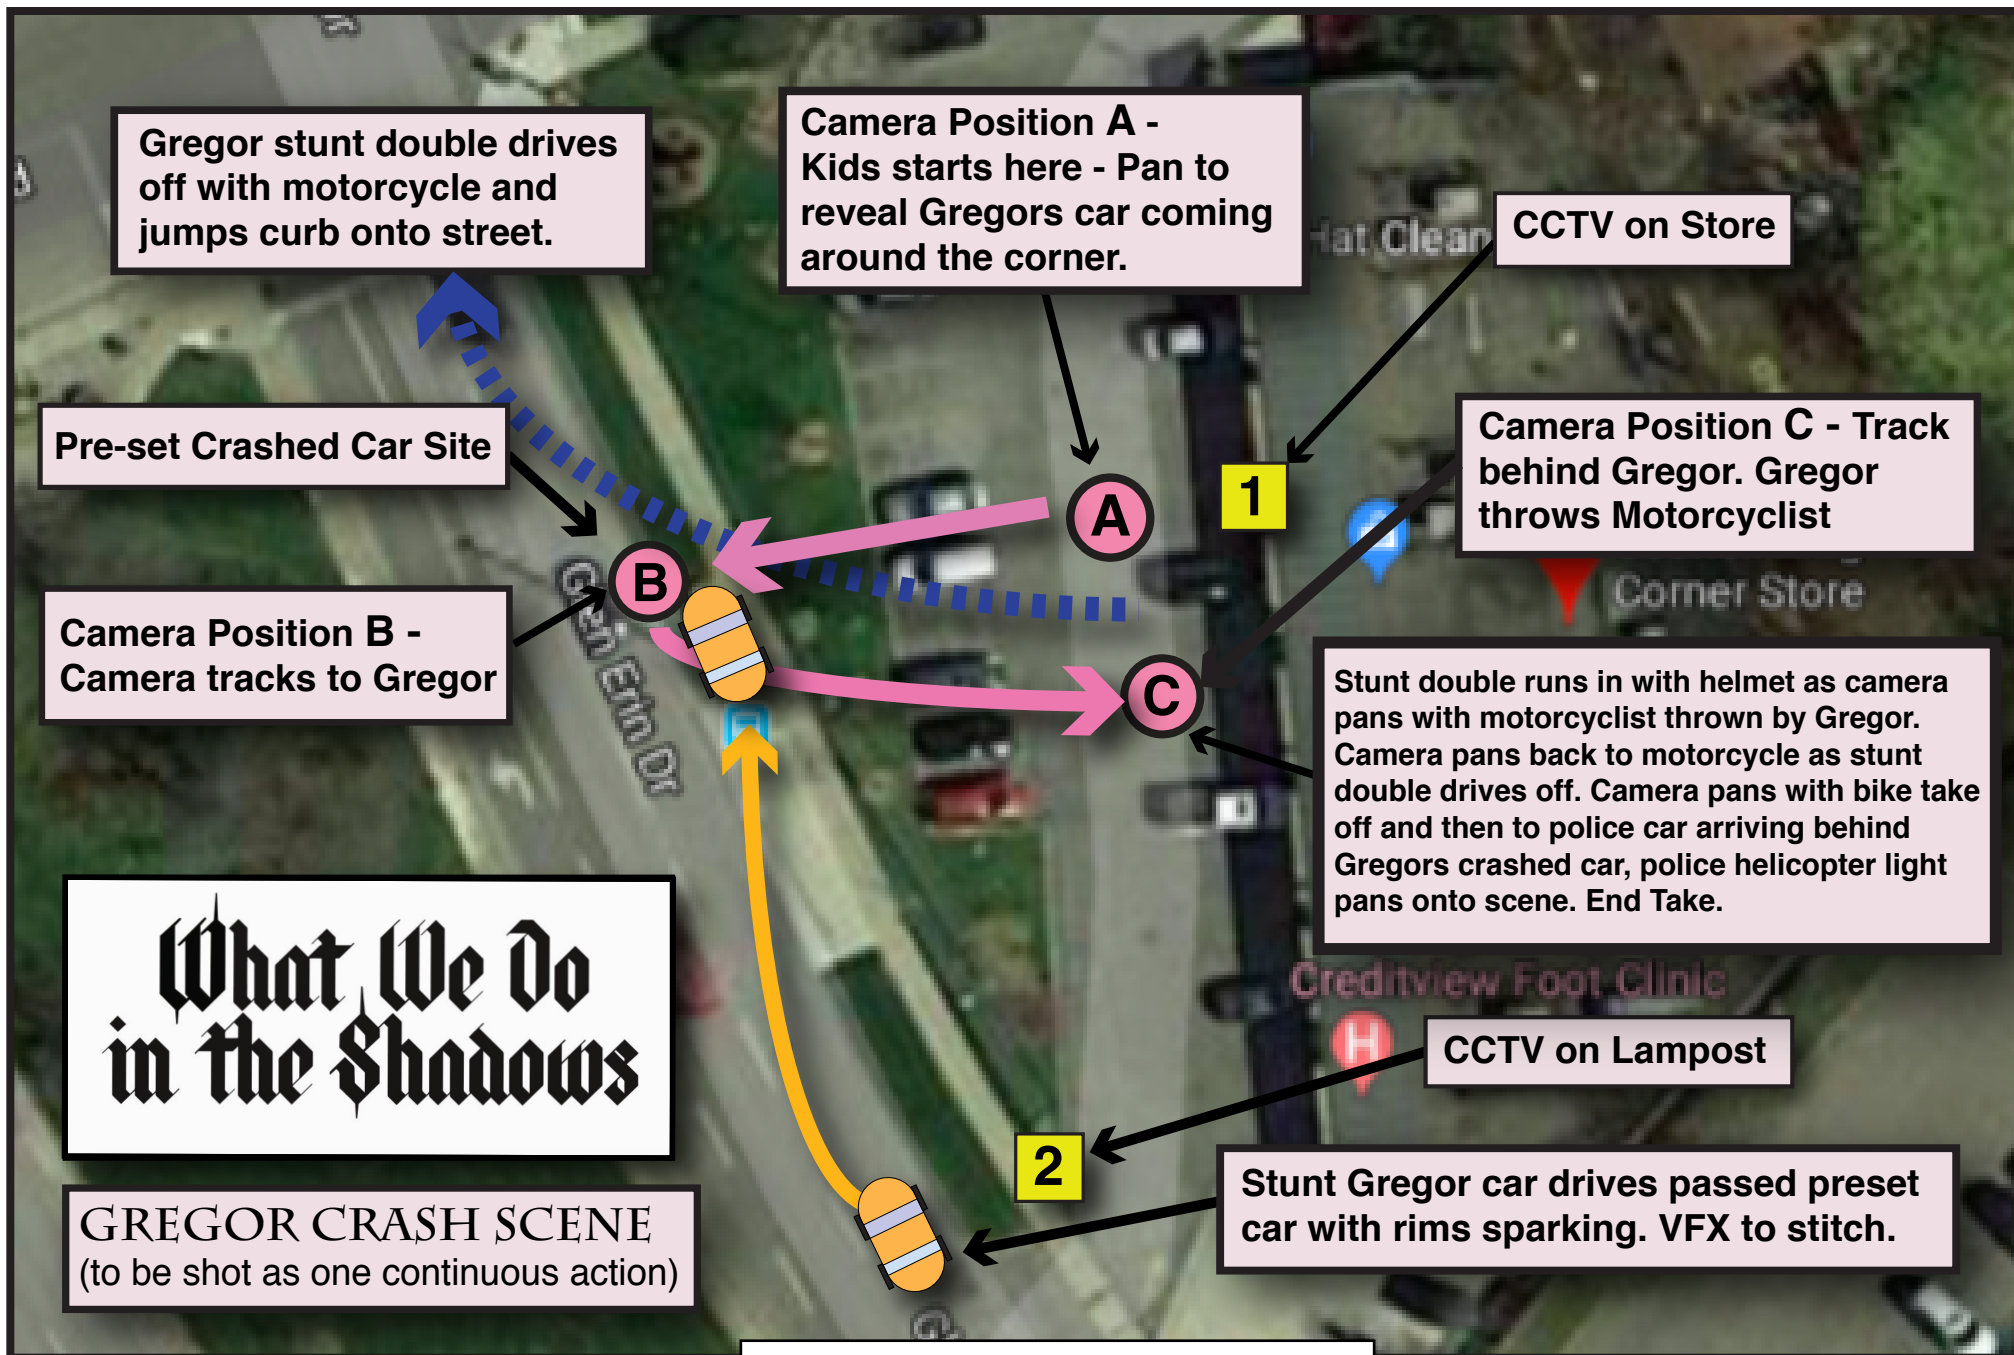 Gregor stunt double drives
off with motorcycle and
jumps curb onto street.
Camera Position A -
Kids starts here - Pan to
reveal Gregors car coming
around the corner.
CCTV on Store
Hat Clean
Pre-set Crashed Car Site
Camera Position C - Track
behind Gregor. Gregor
throws Motorcyclist
A
1
B
C
Corner Store
Camera Position B -
Camera tracks to Gregor
Glen Erin Dr
Stunt double runs in with helmet as camera
pans with motorcyclist thrown by Gregor.
Camera pans back to motorcycle as stunt
double drives off. Camera pans with bike take
off and then to police car arriving behind
Gregors crashed car, police helicopter light
pans onto scene. End Take.
What We Do
in the Shadows
Creditview Foot Clinic
H
CCTV on Lampost
2
Stunt Gregor car drives passed preset
car with rims sparking. VFX to stitch.
GREGOR CRASH SCENE
(to be shot as one continuous action)